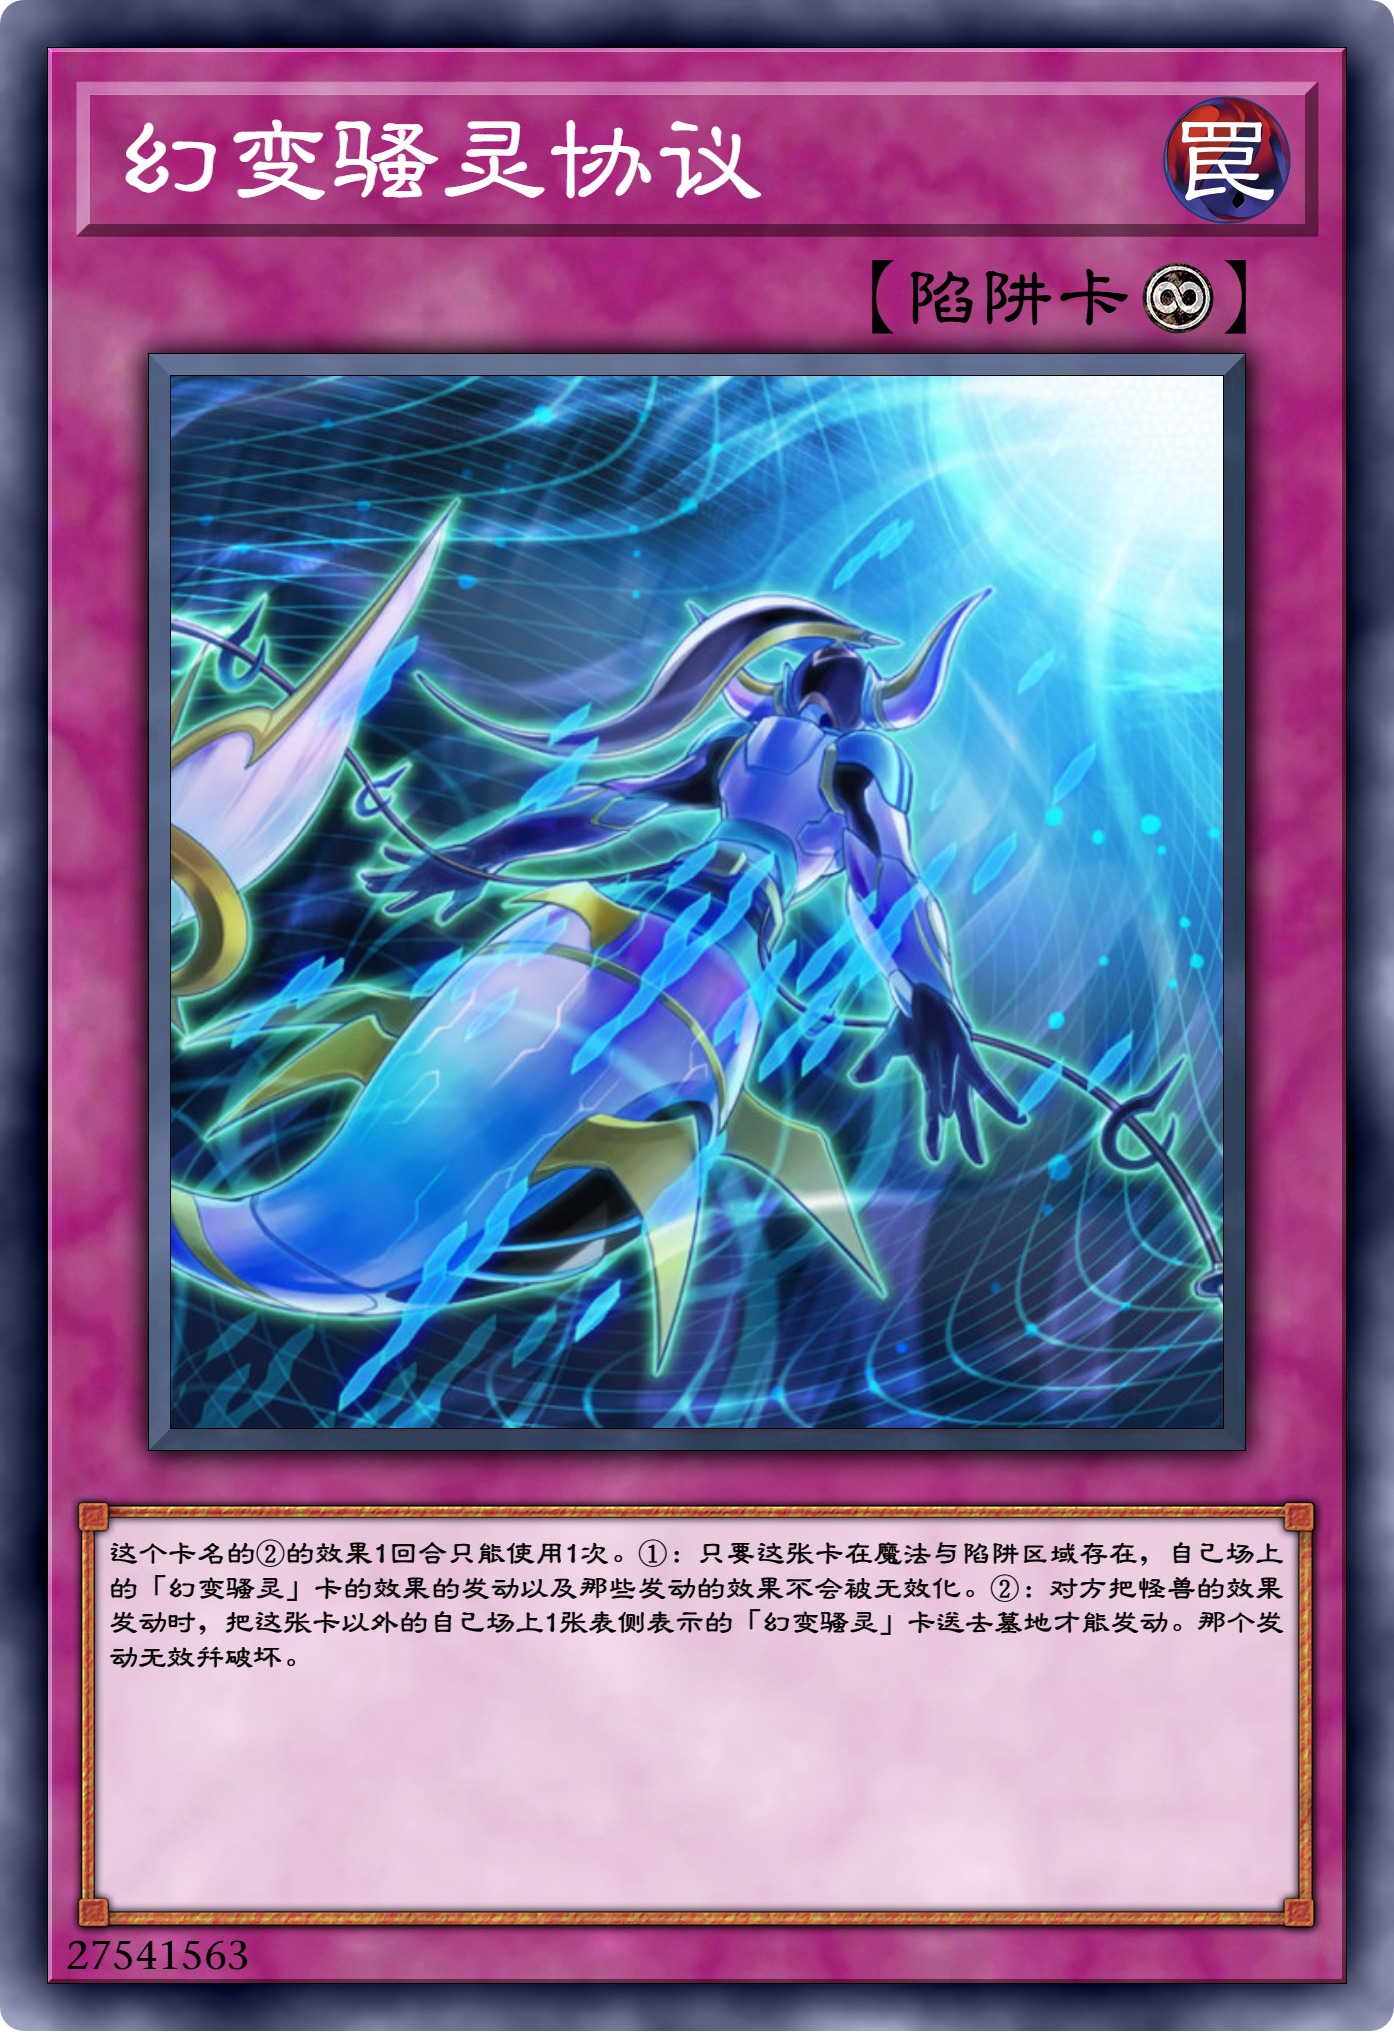 幻变骚灵协议
罠
【陷阱卡♾】
这个卡名的②的效果1回合只能使用1次。①：只要这张卡在魔法与陷阱区域存在，自己场上
的「幻变骚灵」卡的效果的发动以及那些发动的效果不会被无效化。②：对方把怪兽的效果
发动时，把这张卡以外的自己场上1张表侧表示的「幻变骚灵」卡送去墓地才能发动。那个发
动无效并破坏。
27541563